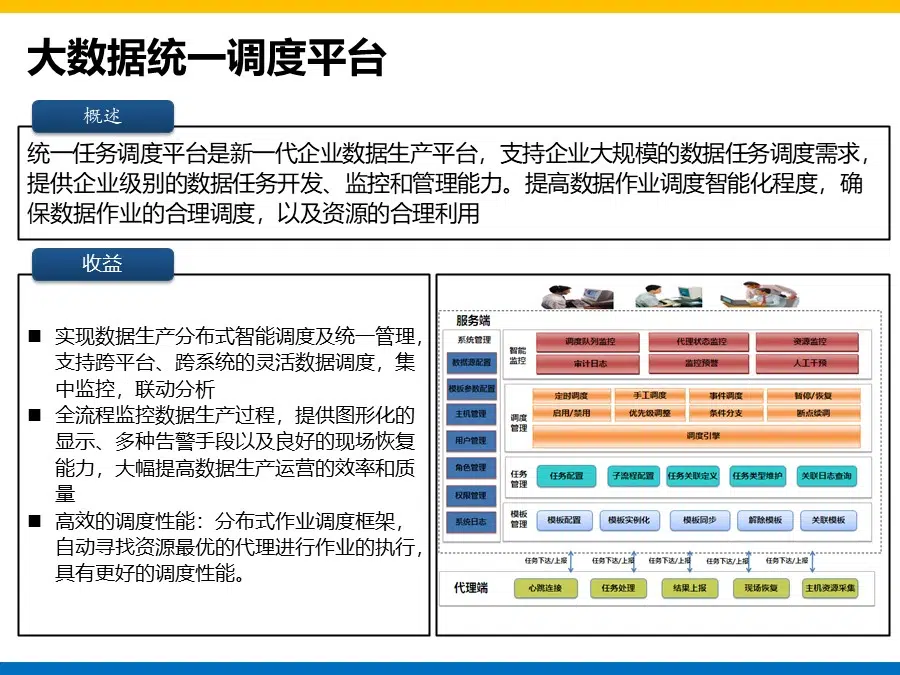 大数据统一调度平台
概述
统一任务调度平台是新一代企业数据生产平台，支持企业大规模的数据任务调度需求，
提供企业级别的数据任务开发、监控和管理能力。提高数据作业调度智能化程度，确
保数据作业的合理调度，以及资源的合理利用
收益
■ 实现数据生产分布式智能调度及统一管理，
支持跨平台、跨系统的灵活数据调度，集
中监控，联动分析
■ 全流程监控数据生产过程，提供图形化的
显示、多种告警手段以及良好的现场恢复
能力，大幅提高数据生产运营的效率和质
量
■ 高效的调度性能：分布式作业调度框架，
自动寻找资源最优的代理进行作业的执行，
具有更好的调度性能。
服务端
系统管理
数据源配置
模板参数配置
主机管理
用户管理
角色管理
权限管理
系统日志
智能
监控
调度队列监控 代理状态监控 资源监控
审计日志 监控预警 人工干预
调度
管理
定时调度 手工调度 事件调度 暂停/恢复
启用/禁用 优先级调整 条件分支 断点续调
调度引擎
任务
管理
任务配置 子流程配置 任务关联定义 任务类型维护 关联日志查询
模板
管理
模板配置 模板实例化 模板同步 解除模板 关联模板
任务下达/上报 任务下达/上报 任务下达/上报 任务下达/上报 任务下达/上报
代理端
心跳连接 任务处理 结果上报 现场恢复 主机资源采集